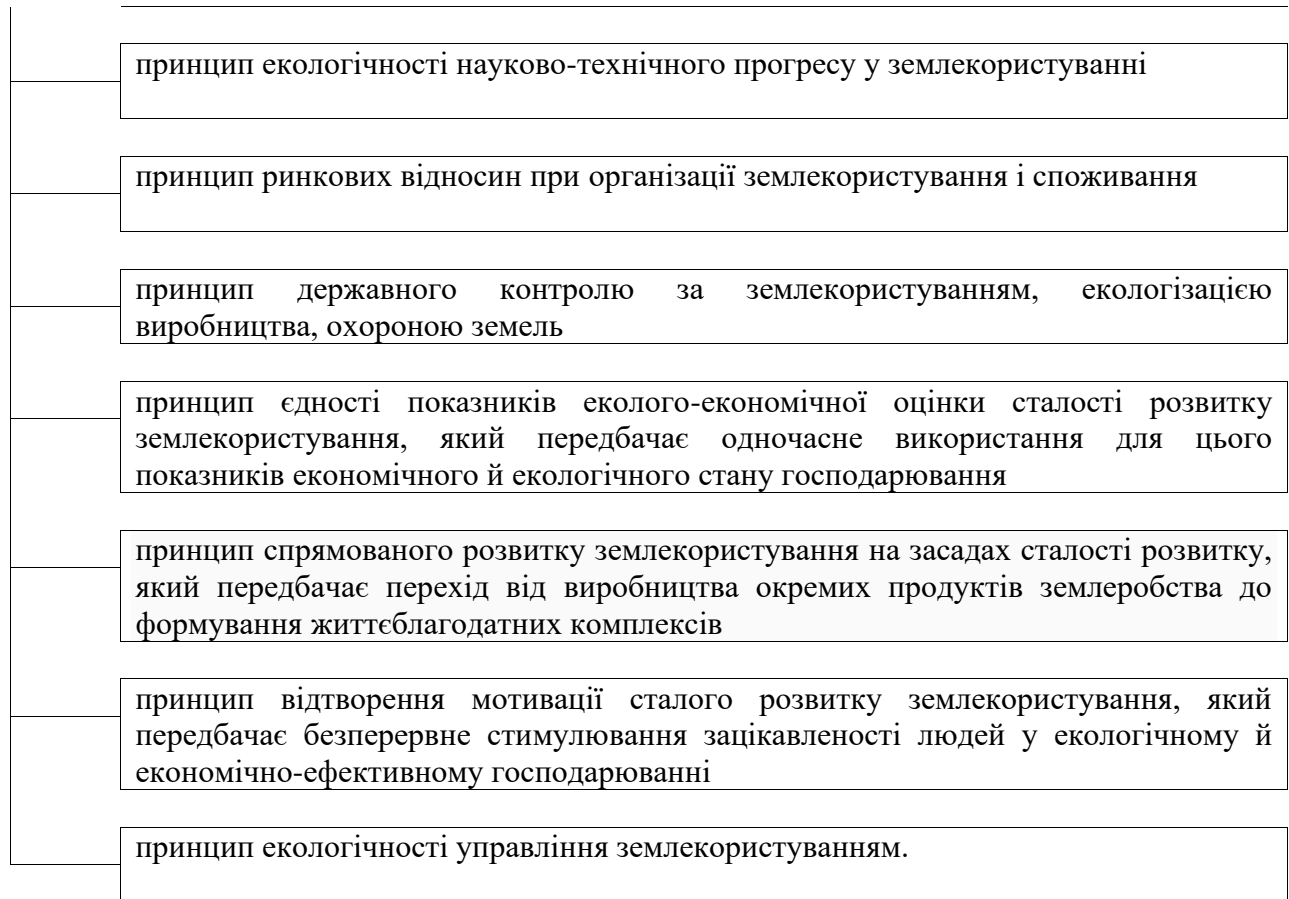 принцип екологічності науково-технічного прогресу у землекористуванні
принцип ринкових відносин при організації землекористування і споживання
принцип державного контролю за землекористуванням, екологізацією
виробництва, охороною земель
принцип єдності показників еколого-економічної оцінки сталості розвитку
землекористування, який передбачає одночасне використання для цього
показників економічного й екологічного стану господарювання
принцип спрямованого розвитку землекористування на засадах сталості розвитку,
який передбачає перехід від виробництва окремих продуктів землеробства до
формування життєблагодатних комплексів
принцип відтворення мотивації сталого розвитку землекористування, який
передбачає безперервне стимулювання зацікавленості людей у екологічному й
економічно-ефективному господарюванні
принцип екологічності управління землекористуванням.